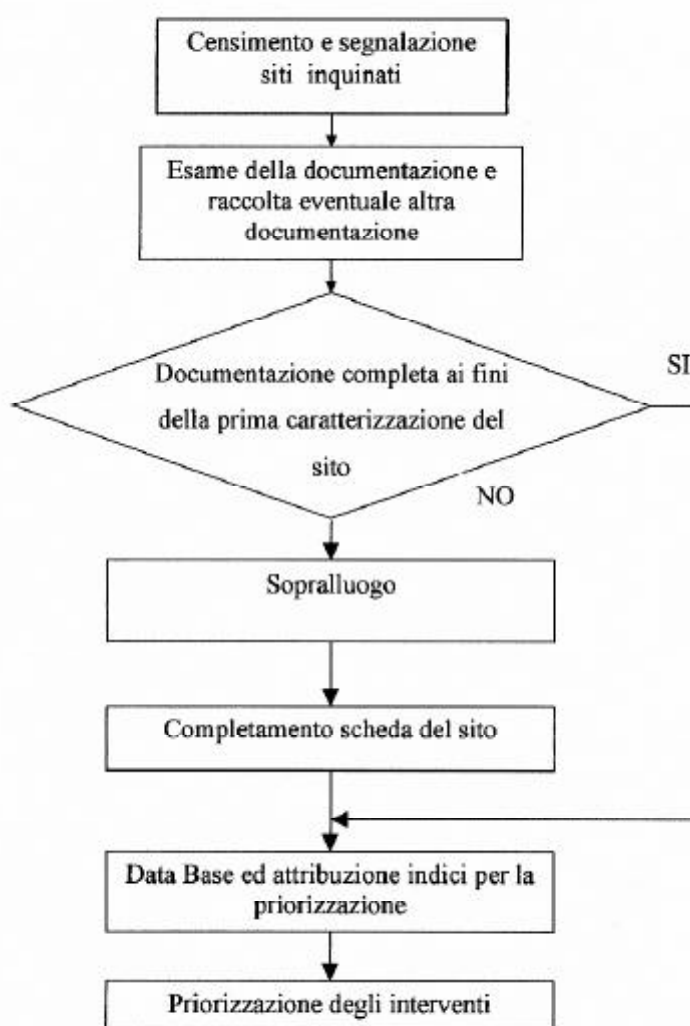 Censimento e segnalazione
siti inquinati
Esame della documentazione e
raccolta eventuale altra
documentazione
Documentazione completa ai fini
della prima caratterizzazione del
sito
SI
NO
Sopralluogo
Completamento scheda del sito
Data Base ed attribuzione indici per la
priorizzazione
Priorizzazione degli interventi